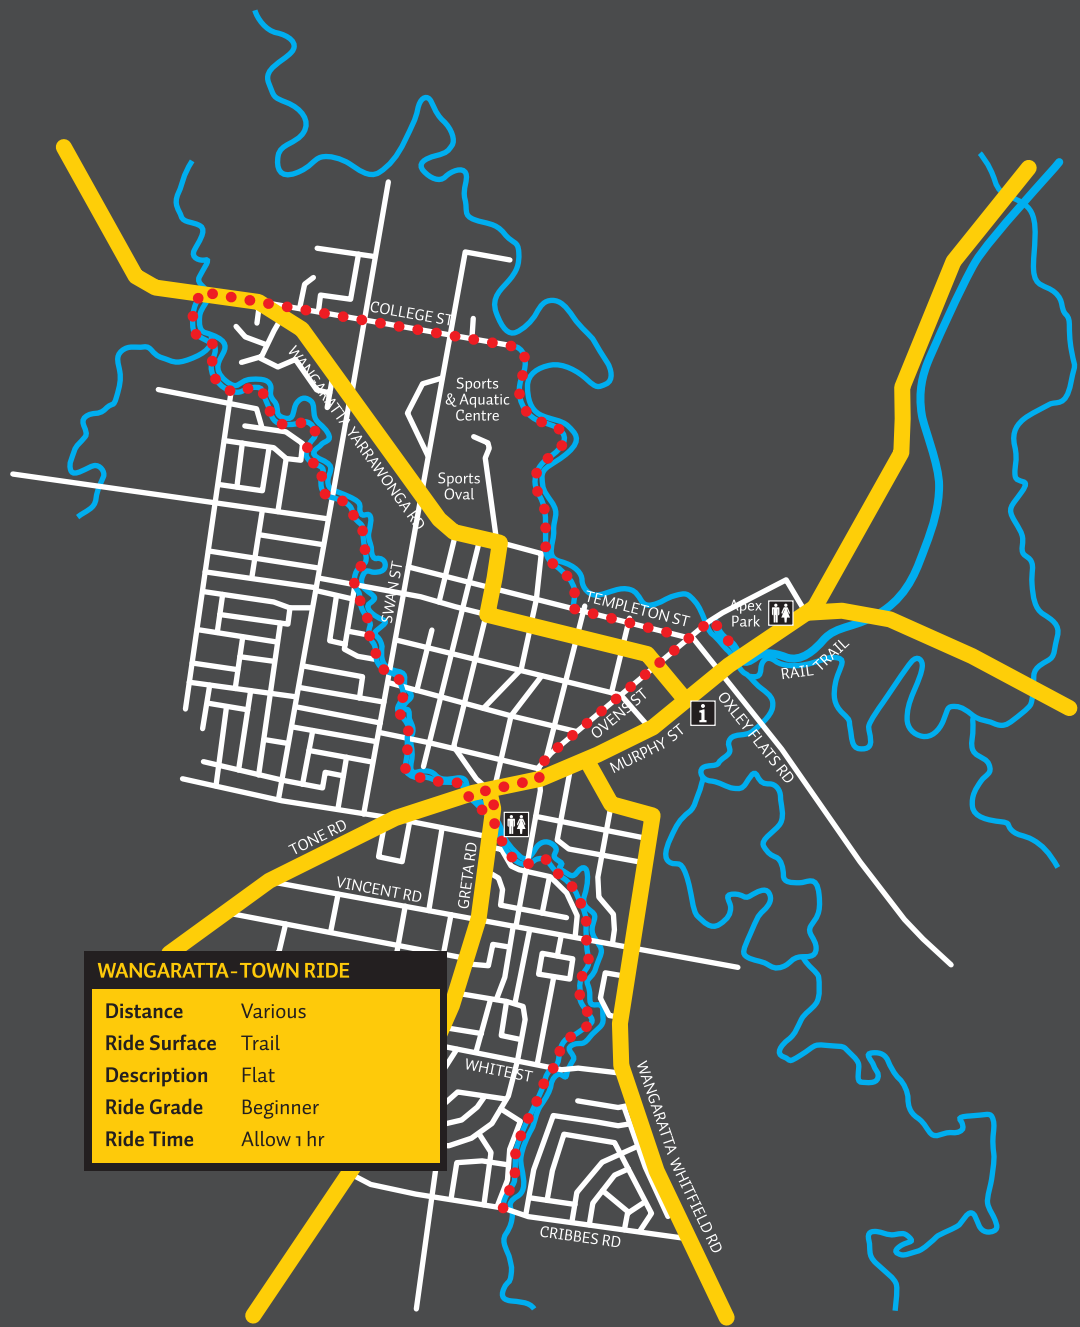 COLLEGE ST
WANGARATTA YARRAWONGA RD
Sports
& Aquatic
Centre
Sports
Oval
SWAN ST
TEMPLETON ST
Apex
Park
RAIL TRAIL
OVENS ST
i
MURPHY ST
OXLEY FLATS RD
TONE RD
GRETA RD
VINCENT RD
WANGARATTA-TOWN RIDE
Distance Various
Ride Surface Trail
Description Flat
Ride Grade Beginner
Ride Time Allow 1 hr
WHITE ST
WANGARATTA WHITFIELD RD
CRIBBES RD